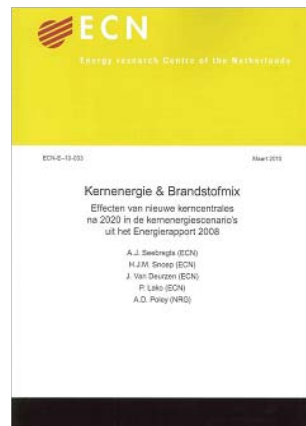 ECN
Energy research Centre of the Netherlands
ECN-E--10-033
Maart 2010
Kernenergie & Brandstofmix
Effecten van nieuwe kerncentrales
na 2020 in de kernenergiescenario's
uit het Energierapport 2008
A.J. Seebregts (ECN)
H.J.M. Snoep (ECN)
J. Van Deurzen (ECN)
P. Lako (ECN)
A.D. Poley (NRG)